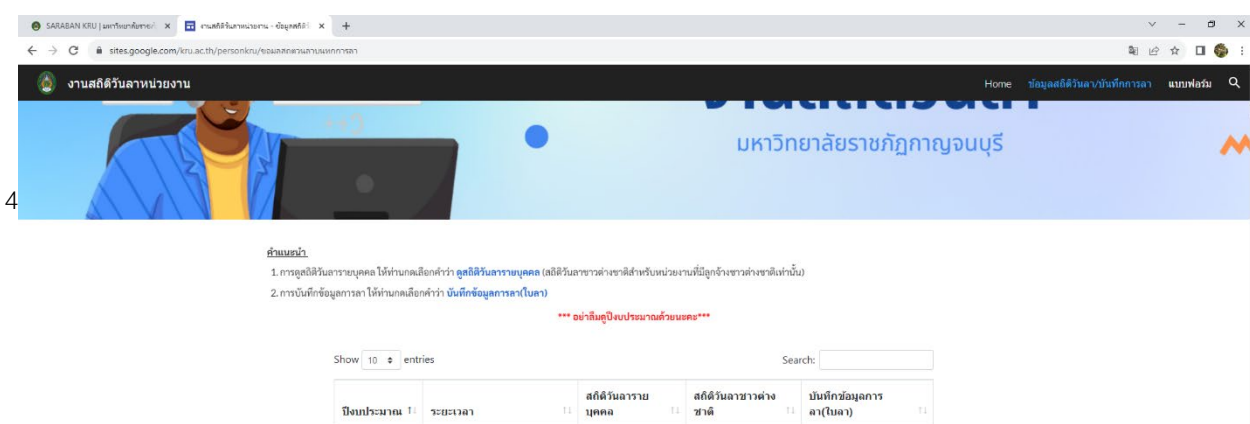 SARABAN KRU | มหาวิทยาลัยราช
งานสถิติวันลาหน่วยงาน - ข้อมูลสถิติวั
sites.google.com/kru.ac.th/personkru/ขอมลสถตวนลาบนทกการลา
งานสถิติวันลาหน่วยงาน
Home ข้อมูลสถิติวันลา/บันทึกการลา แบบฟอร์ม
มหาวิทยาลัยราชภัฏกาญจนบุรี
4
คำแนะนำ
1. การดูสถิติวันลารายบุคคล ให้ท่านกดเลือกคำว่า ดูสถิติวันลารายบุคคล (สถิติวันลาชาวต่างชาติสำหรับหน่วยงานที่มีลูกจ้างชาวต่างชาติเท่านั้น)
2. การบันทึกข้อมูลการลา ให้ท่านกดเลือกคำว่า บันทึกข้อมูลการลา(ใบลา)
*** อย่าลืมดูปีงบประมาณด้วยนะคะ***
Show 10 entries Search:
ปีงบประมาณ ระยะเวลา สถิติวันลาราย สถิติวันลาชาวต่าง บันทึกข้อมูลการ
บุคคล ชาติ ลา(ใบลา)